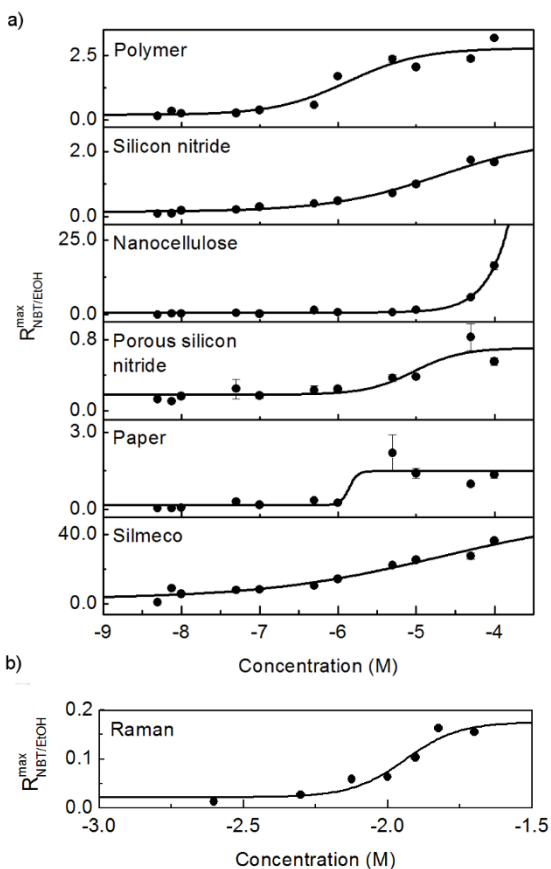 a)
Polymer
2.5
0.0
Silicon nitride
2.0
0.0
Nanocellulose
25.0
0.0
R^max_NBT/EtOH
Porous silicon
nitride
0.8
0.0
Paper
3.0
0.0
Silmeco
40.0
0.0
-9 -8 -7 -6 -5 -4
Concentration (M)
b)
Raman
0.2
0.1
0.0
R^max_NBT/EtOH
-3.0 -2.5 -2.0 -1.5
Concentration (M)